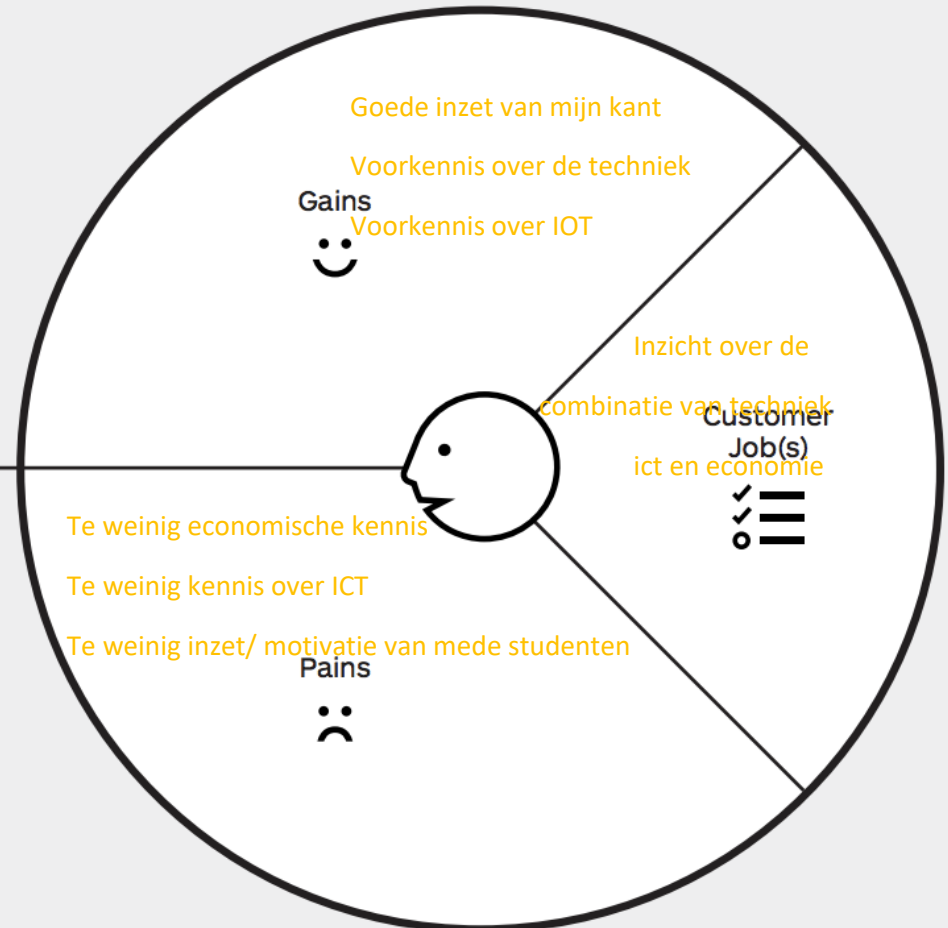 Goede inzet van mijn kant
Voorkennis over de techniek
Gains
Voorkennis over IOT
Inzicht over de
combinatie van techniek
Customer
Job(s)
ict en economie
Te weinig economische kennis
Te weinig kennis over ICT
Te weinig inzet/ motivatie van mede studenten
Pains